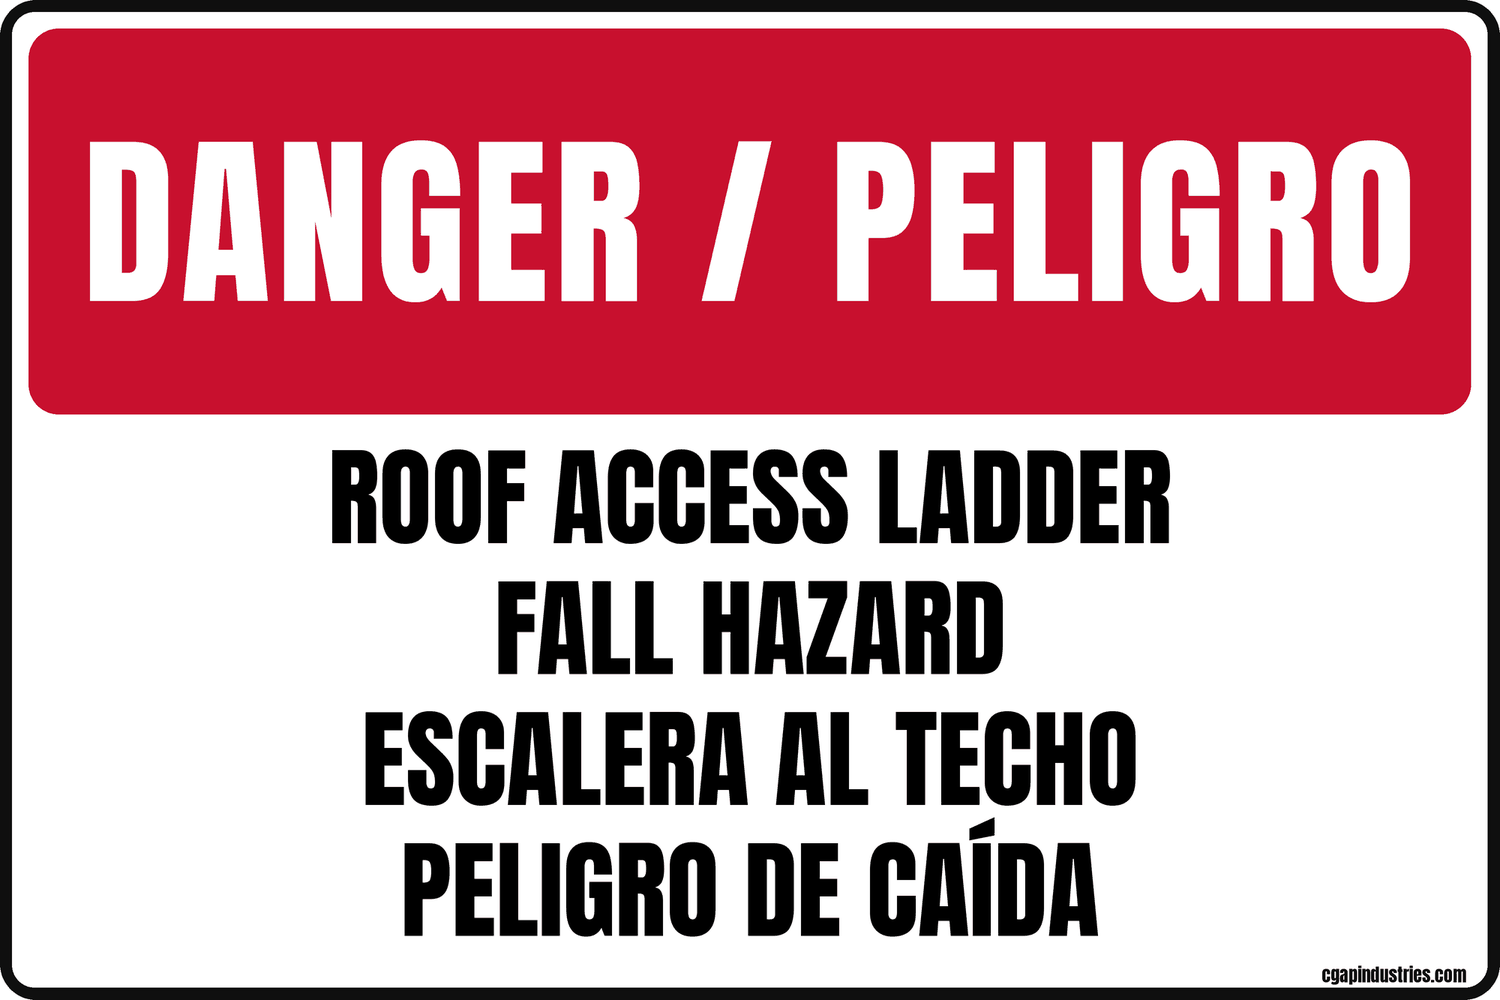 DANGER / PELIGRO
ROOF ACCESS LADDER
FALL HAZARD
ESCALERA AL TECHO
PELIGRO DE CAÍDA
cgapindustries.com